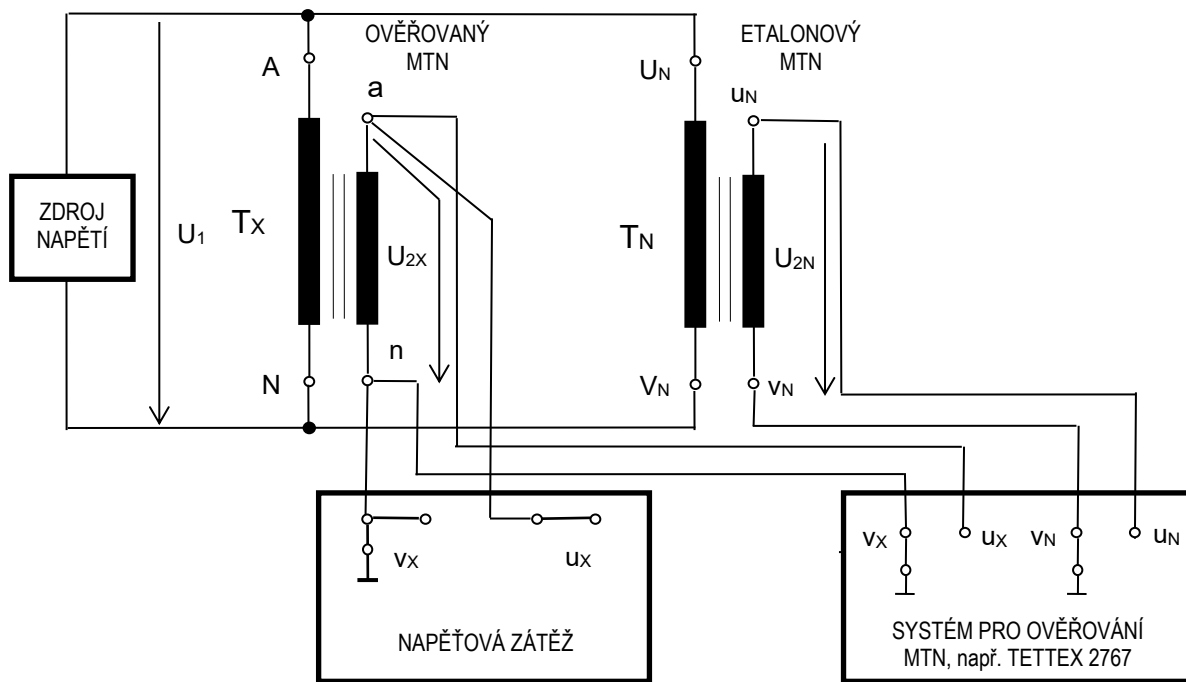 OVĚŘOVANÝ
MTN
ETALONOVÝ
MTN
A
a
UN
uN
ZDROJ
NAPĚTÍ
U1
TX
U2X
TN
U2N
n
N
VN
vN
vX
uX
NAPĚŤOVÁ ZÁTĚŽ
vX
uX
vN
uN
SYSTÉM PRO OVĚŘOVÁNÍ
MTN, např. TETTEX 2767